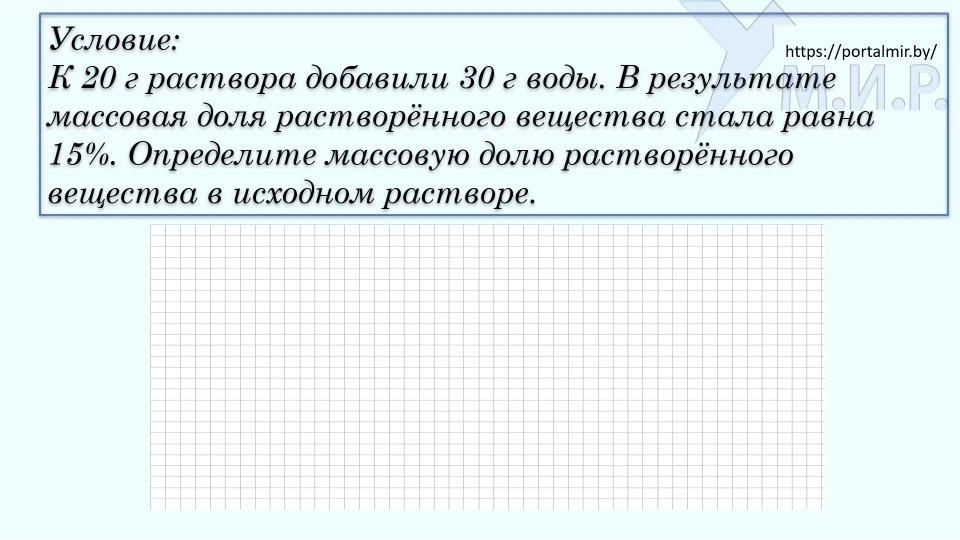 Условие:
https://portalmir.by/
К 20 г раствора добавили 30 г воды. В результате
массовая доля растворённого вещества стала равна
15%. Определите массовую долю растворённого
вещества в исходном растворе.
М.И.Р.